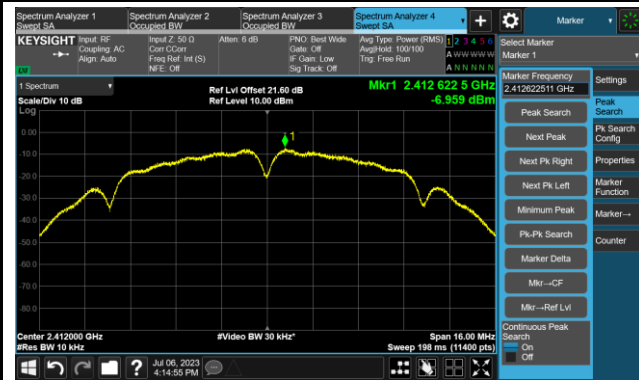 Spectrum Analyzer 1
Swept SA
Spectrum Analyzer 2
Occupied BW
Spectrum Analyzer 3
Occupied BW
Spectrum Analyzer 4
Swept SA
+
Marker
KEYSIGHT
Input: RF
Coupling: AC
Align: Auto
LXI
Input Z: 50 Ω
Corr CCorr
Freq Ref: Int (S)
NFE: Off
Atten: 6 dB
PNO: Best Wide
Gate: Off
IF Gain: Low
Sig Track: Off
Avg Type: Power (RMS)
Avg|Hold: 100/100
Trig: Free Run
1 2 3 4 5 6
A W W W W W
A N N N N N
Select Marker
Marker 1
1 Spectrum
Scale/Div 10 dB
Log
Ref Lvl Offset 21.60 dB
Ref Level 10.00 dBm
Mkr1 2.412 622 5 GHz
-6.959 dBm
1
0.00
-10.0
-20.0
-30.0
-40.0
-50.0
-60.0
-70.0
-80.0
Center 2.412000 GHz
#Res BW 10 kHz
#Video BW 30 kHz*
Span 16.00 MHz
Sweep 198 ms (11400 pts)
Marker Frequency
2.412622511 GHz
Peak Search
Next Peak
Next Pk Right
Next Pk Left
Minimum Peak
Pk-Pk Search
Marker Delta
Mkr→CF
Mkr→Ref Lvl
Continuous Peak
Search
On
Off
Settings
Peak
Search
Pk Search
Config
Properties
Marker
Function
Marker→
Counter
?
Jul 06, 2023
4:14:55 PM